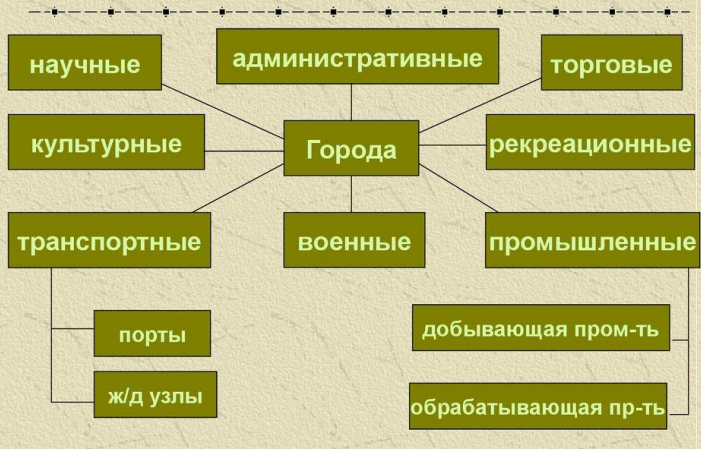 научные
административные
торговые
культурные
Города
рекреационные
транспортные
военные
промышленные
порты
добывающая пром-ть
ж/д узлы
обрабатывающая пр-ть